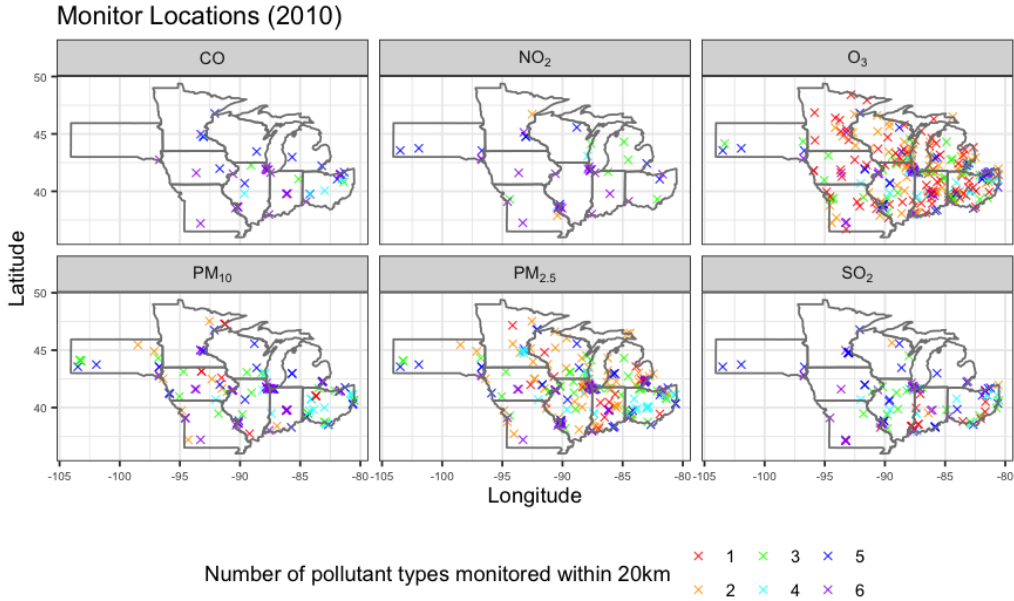 Monitor Locations (2010)
CO NO₂ O₃
50
45
40
PM₁₀ PM₂.₅ SO₂
50
45
40
-105 -100 -95 -90 -85 -80 -105 -100 -95 -90 -85 -80 -105 -100 -95 -90 -85 -80
Latitude
Longitude
Number of pollutant types monitored within 20km
1 3 5
2 4 6